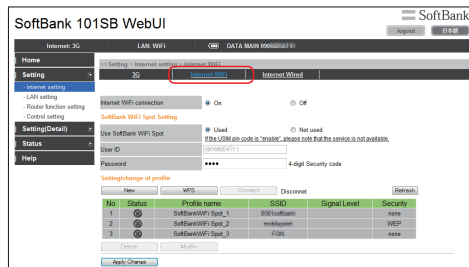 SoftBank 101SB WebUI
SoftBank
logout 日本語
Internet: 3G LAN: WiFi DATA MAIN 090
Home
Setting
- Internet setting
- LAN setting
- Router function setting
- Control setting
Setting(Detail)
Status
Help
>> Setting > Internet setting > Internet WiFi
3G Internet WiFi Internet Wired
Internet WiFi connection On Off
SoftBank WiFi Spot Setting
Use SoftBank WiFi Spot Used Not used
If the USIM pin code is "enable", please note that the service is not available.
User ID
Password •••• 4-digit Security code
Setting/change of profile
New WPS Connect Disconnet Refresh
No Status Profile name SSID Signal Level Security
1 SoftBankWiFi Spot_1 none
2 SoftBankWiFi Spot_2 mobilepoint WEP
3 SoftBankWiFi Spot_3 FON none
Delete Modify
Apply Change